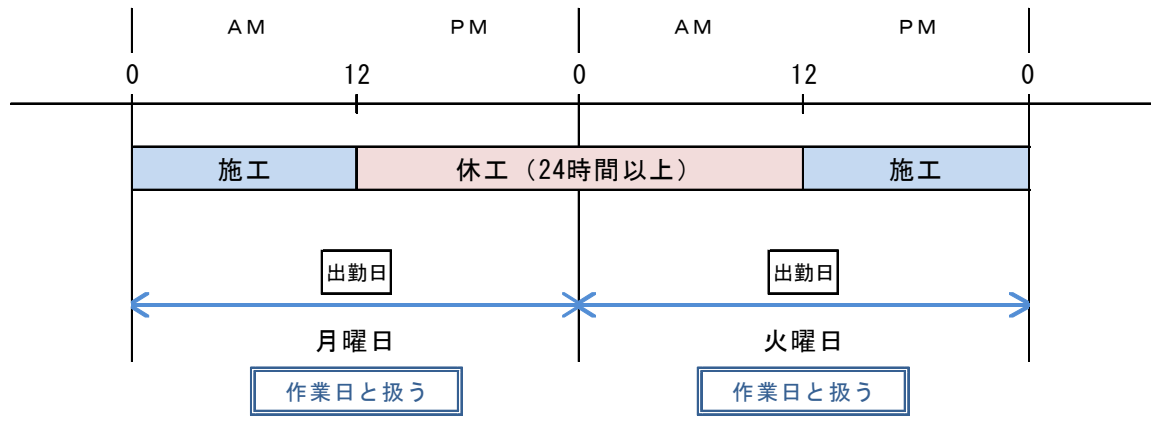 AM PM AM PM
0 12 0 12 0
施工 休工（24時間以上） 施工
出勤日 出勤日
月曜日 火曜日
作業日と扱う 作業日と扱う